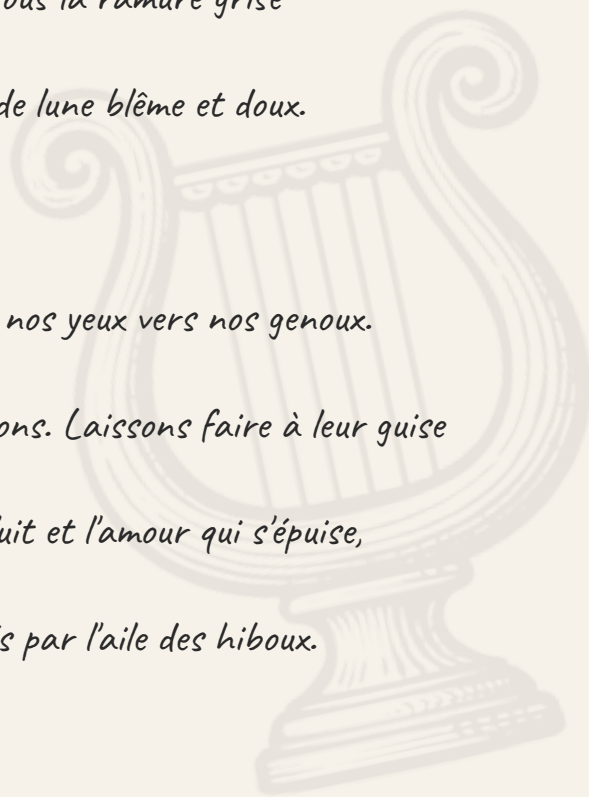 sous la ramure grise
de lune blême et doux.
nos yeux vers nos genoux.
ons. Laissons faire à leur guise
uit et l'amour qui s'épuise,
s par l'aile des hiboux.